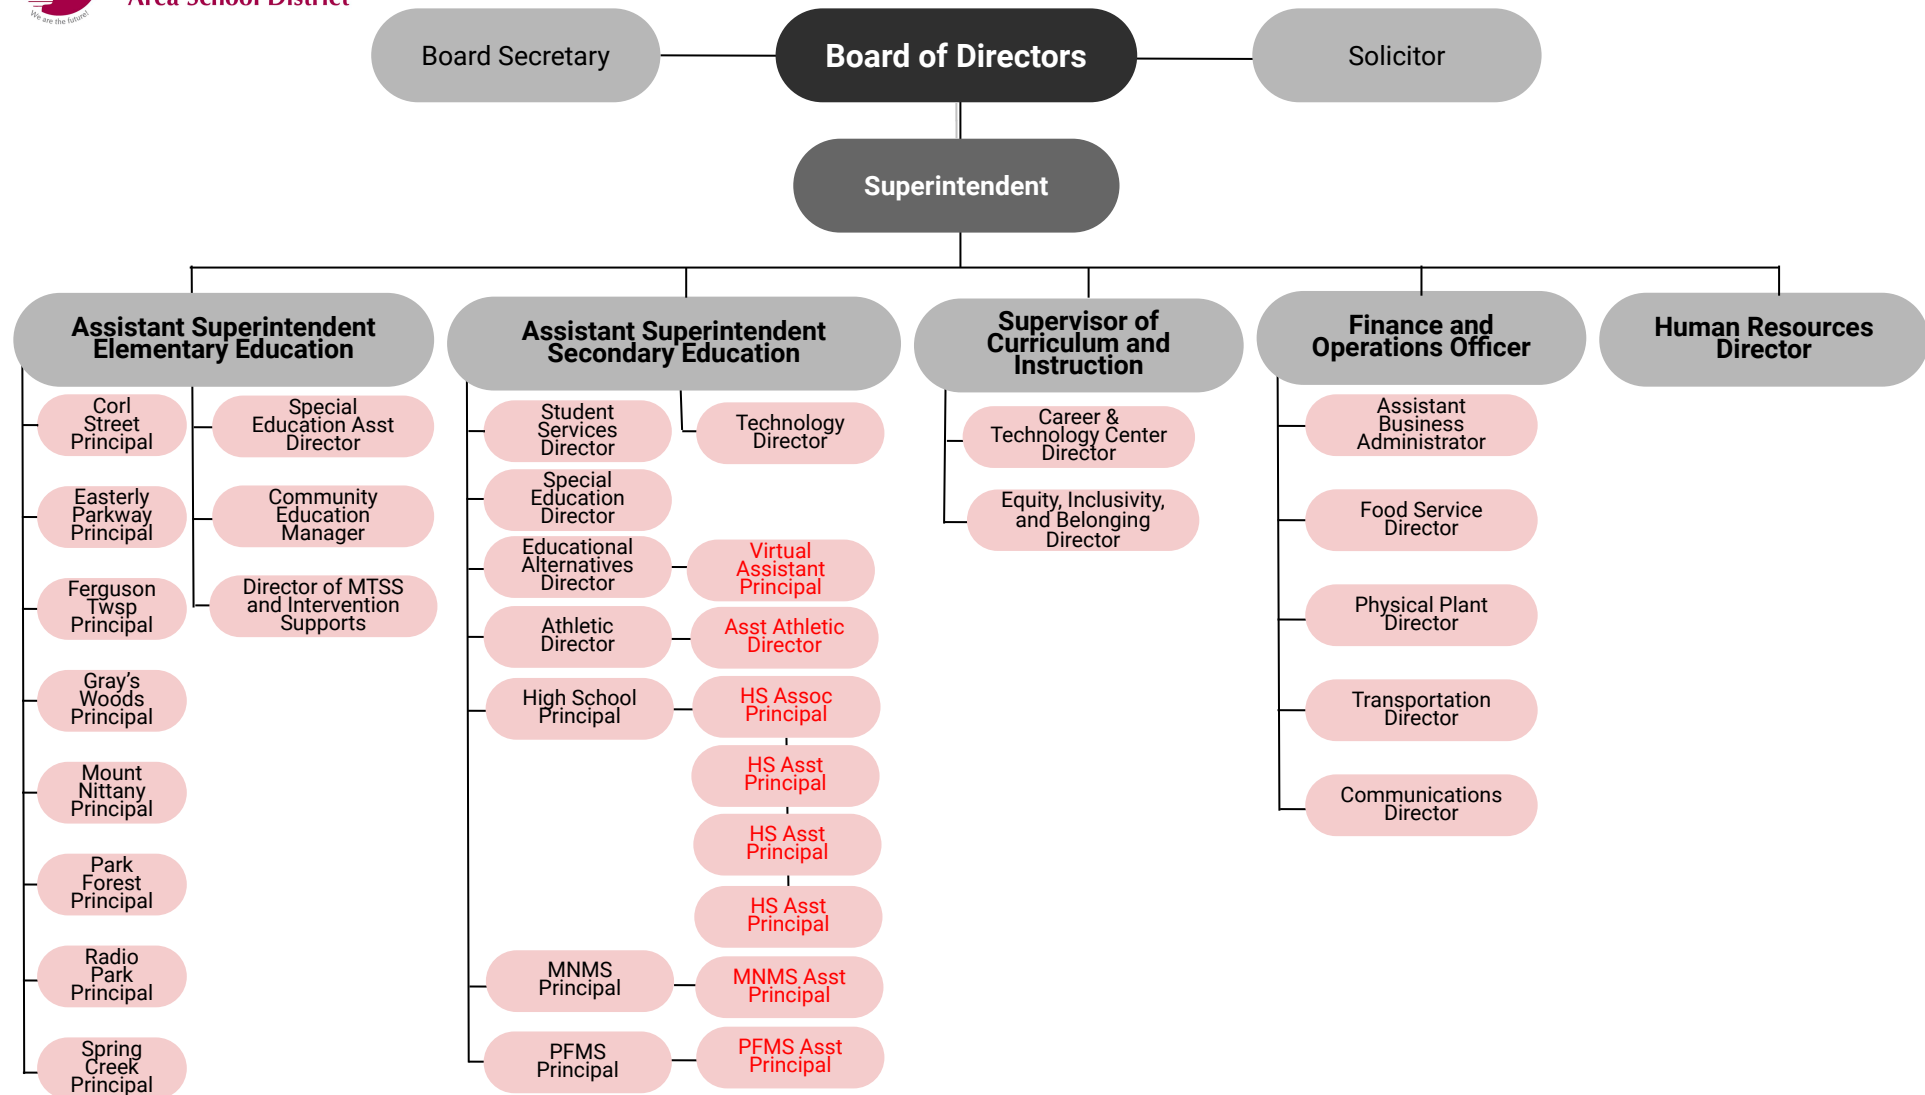 We are the future!
Area School District
Board Secretary
Board of Directors
Solicitor
Superintendent
Assistant Superintendent
Elementary Education
Assistant Superintendent
Secondary Education
Supervisor of
Curriculum and
Instruction
Finance and
Operations Officer
Human Resources
Director
Corl
Street
Principal
Easterly
Parkway
Principal
Ferguson
Twsp
Principal
Gray’s
Woods
Principal
Mount
Nittany
Principal
Park
Forest
Principal
Radio
Park
Principal
Spring
Creek
Principal
Special
Education Asst
Director
Community
Education
Manager
Director of MTSS
and Intervention
Supports
Student
Services
Director
Special
Education
Director
Educational
Alternatives
Director
Athletic
Director
High School
Principal
MNMS
Principal
PFMS
Principal
Technology
Director
Virtual
Assistant
Principal
Asst Athletic
Director
HS Assoc
Principal
HS Asst
Principal
HS Asst
Principal
HS Asst
Principal
MNMS Asst
Principal
PFMS Asst
Principal
Career &
Technology Center
Director
Equity, Inclusivity,
and Belonging
Director
Assistant
Business
Administrator
Food Service
Director
Physical Plant
Director
Transportation
Director
Communications
Director